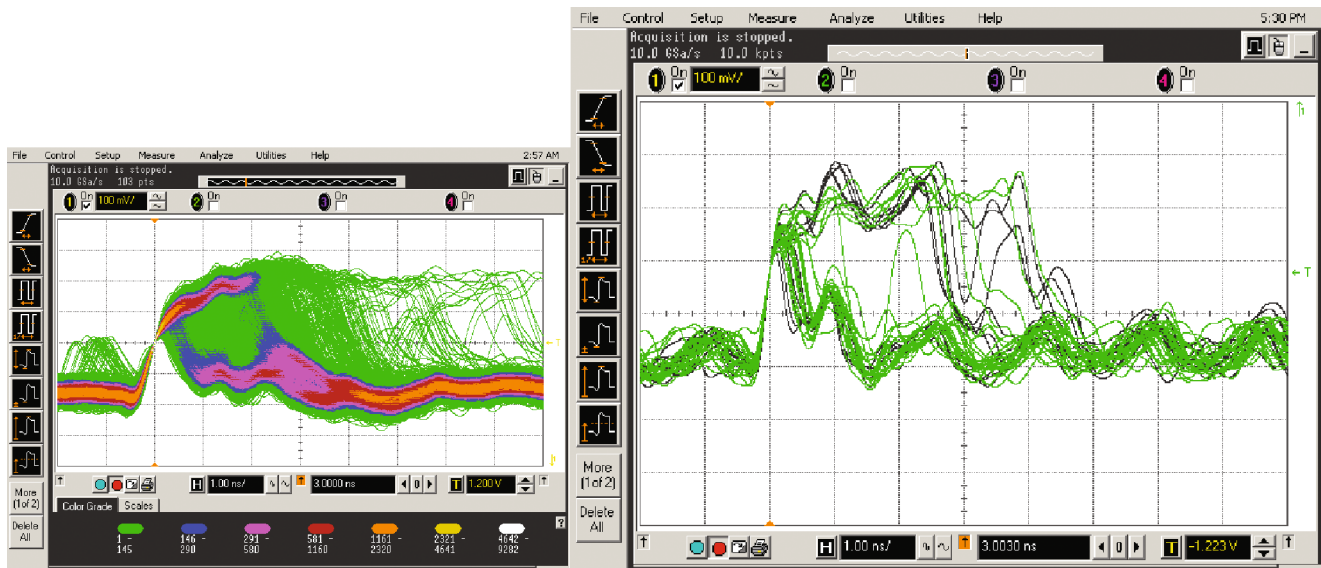 File Control Setup Measure Analyze Utilities Help 2:57 AM
Acquisition is stopped.
10.0 GSa/s 103 pts
1 On 100 mV/ 2 On 3 On 4 On
T
More
(1of 2)
Delete
All
H 1.00 ns/ 3.0000 ns 0 T 1.200 V
Color Grade Scales
?
1 - 146 - 291 - 581 - 1161 - 2321 - 4642 -
145 290 580 1160 2320 4641 9282
File Control Setup Measure Analyze Utilities Help 5:30 PM
Acquisition is stopped.
10.0 GSa/s 10.0 kpts
1 On 100 mV/ 2 On 3 On 4 On
T
More
(1of 2)
Delete
All
H 1.00 ns/ 3.0030 ns 0 T -1.223 V